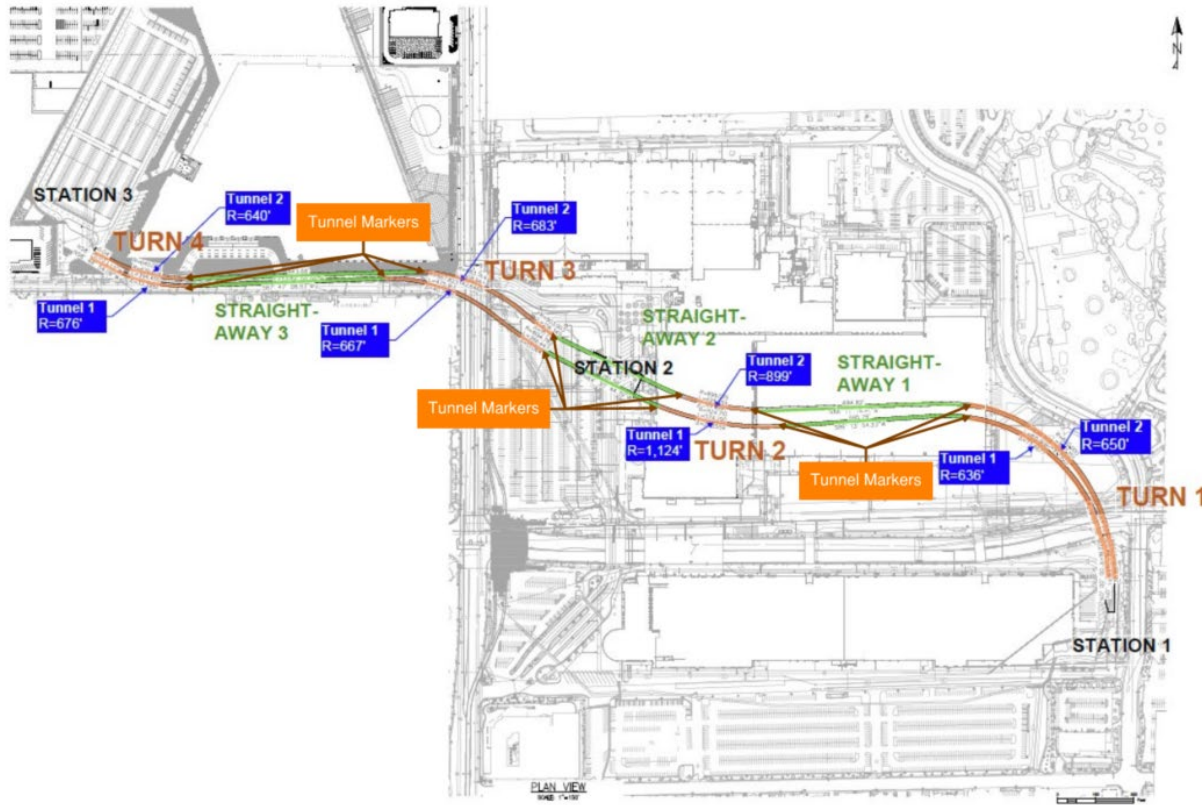 N
STATION 3
Tunnel 2
R=640'
Tunnel Markers
Tunnel 2
R=683'
TURN 4
TURN 3
Tunnel 1
R=676'
STRAIGHT-
AWAY 3
Tunnel 1
R=667'
STRAIGHT-
AWAY 2
STATION 2
Tunnel 2
R=899'
STRAIGHT-
AWAY 1
Tunnel Markers
Tunnel 1
R=1,124'
TURN 2
Tunnel 1
R=636'
Tunnel 2
R=650'
Tunnel Markers
TURN 1
STATION 1
PLAN VIEW